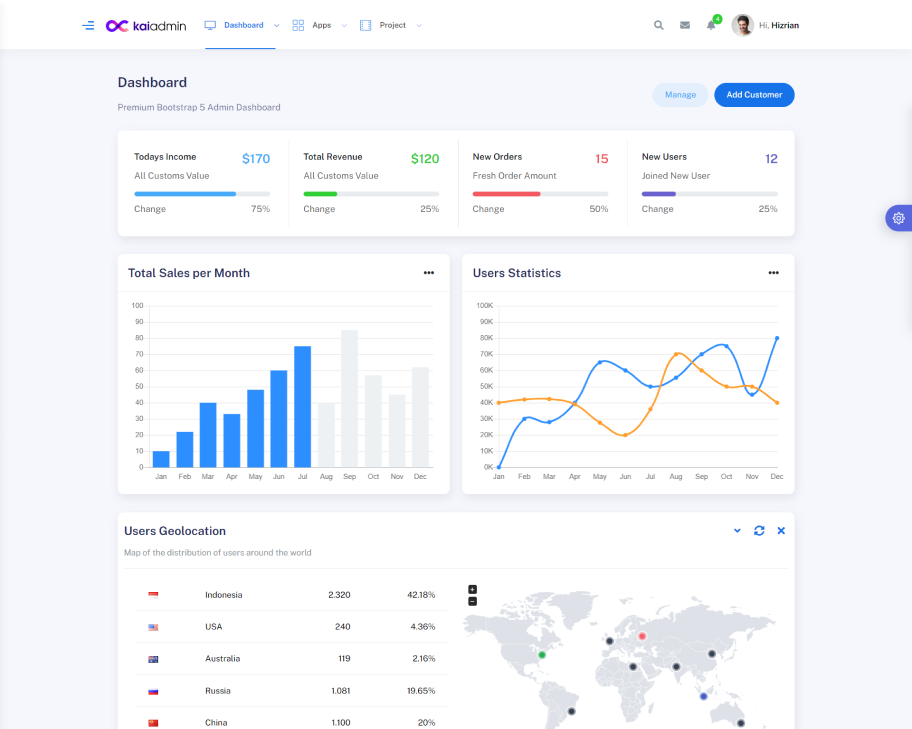 kaiadmin Dashboard Apps Project 4 Hi, Hizrian
Dashboard
Premium Bootstrap 5 Admin Dashboard
Manage Add Customer
Todays Income $170
All Customs Value
Change 75%
Total Revenue $120
All Customs Value
Change 25%
New Orders 15
Fresh Order Amount
Change 50%
New Users 12
Joined New User
Change 25%
Total Sales per Month
100
90
80
70
60
50
40
30
20
10
0
Jan Feb Mar Apr May Jun Jul Aug Sep Oct Nov Dec
Users Statistics
100K
90K
80K
70K
60K
50K
40K
30K
20K
10K
0K
Jan Feb Mar Apr May Jun Jul Aug Sep Oct Nov Dec
Users Geolocation
Map of the distribution of users around the world
Indonesia 2.320 42.18%
USA 240 4.36%
Australia 119 2.16%
Russia 1.081 19.65%
China 1.100 20%
+
−